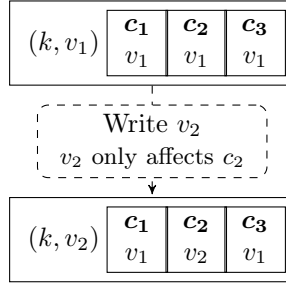 (k, v₁) c₁ c₂ c₃
v₁ v₁ v₁
Write v₂
v₂ only affects c₂
(k, v₂) c₁ c₂ c₃
v₁ v₂ v₁